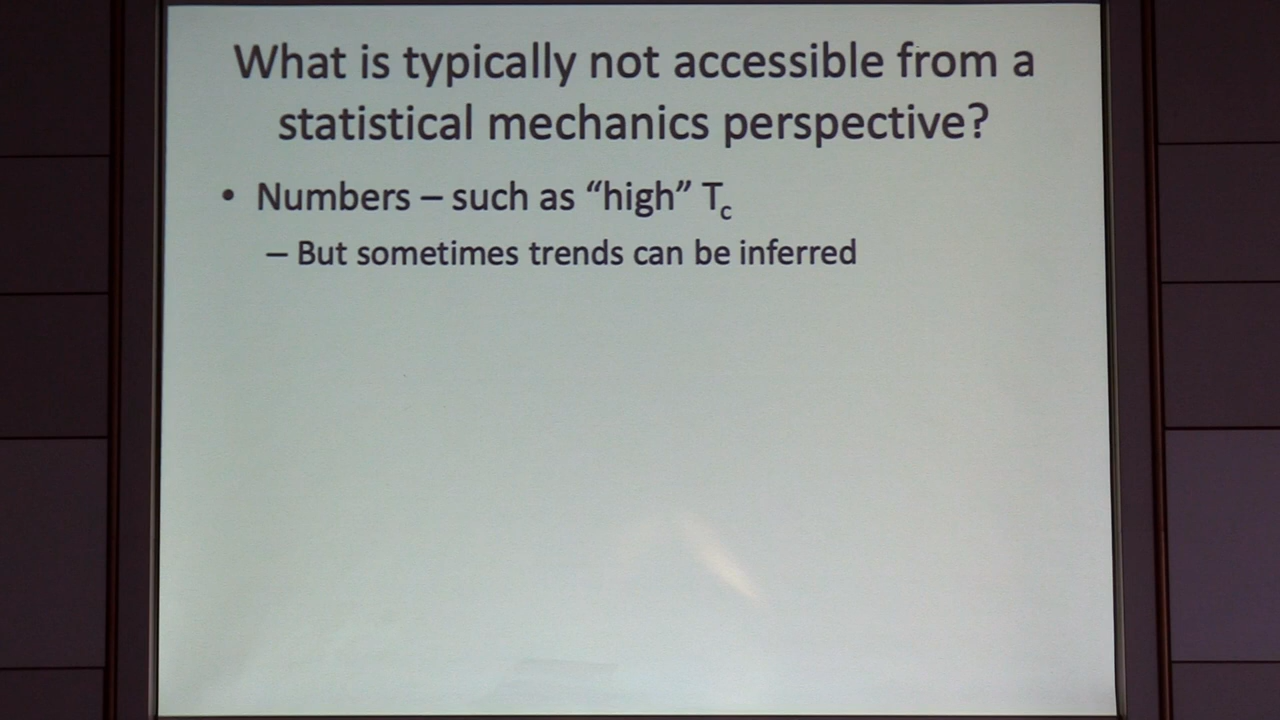 What is typically not accessible from a
statistical mechanics perspective?
• Numbers – such as “high” Tc
– But sometimes trends can be inferred